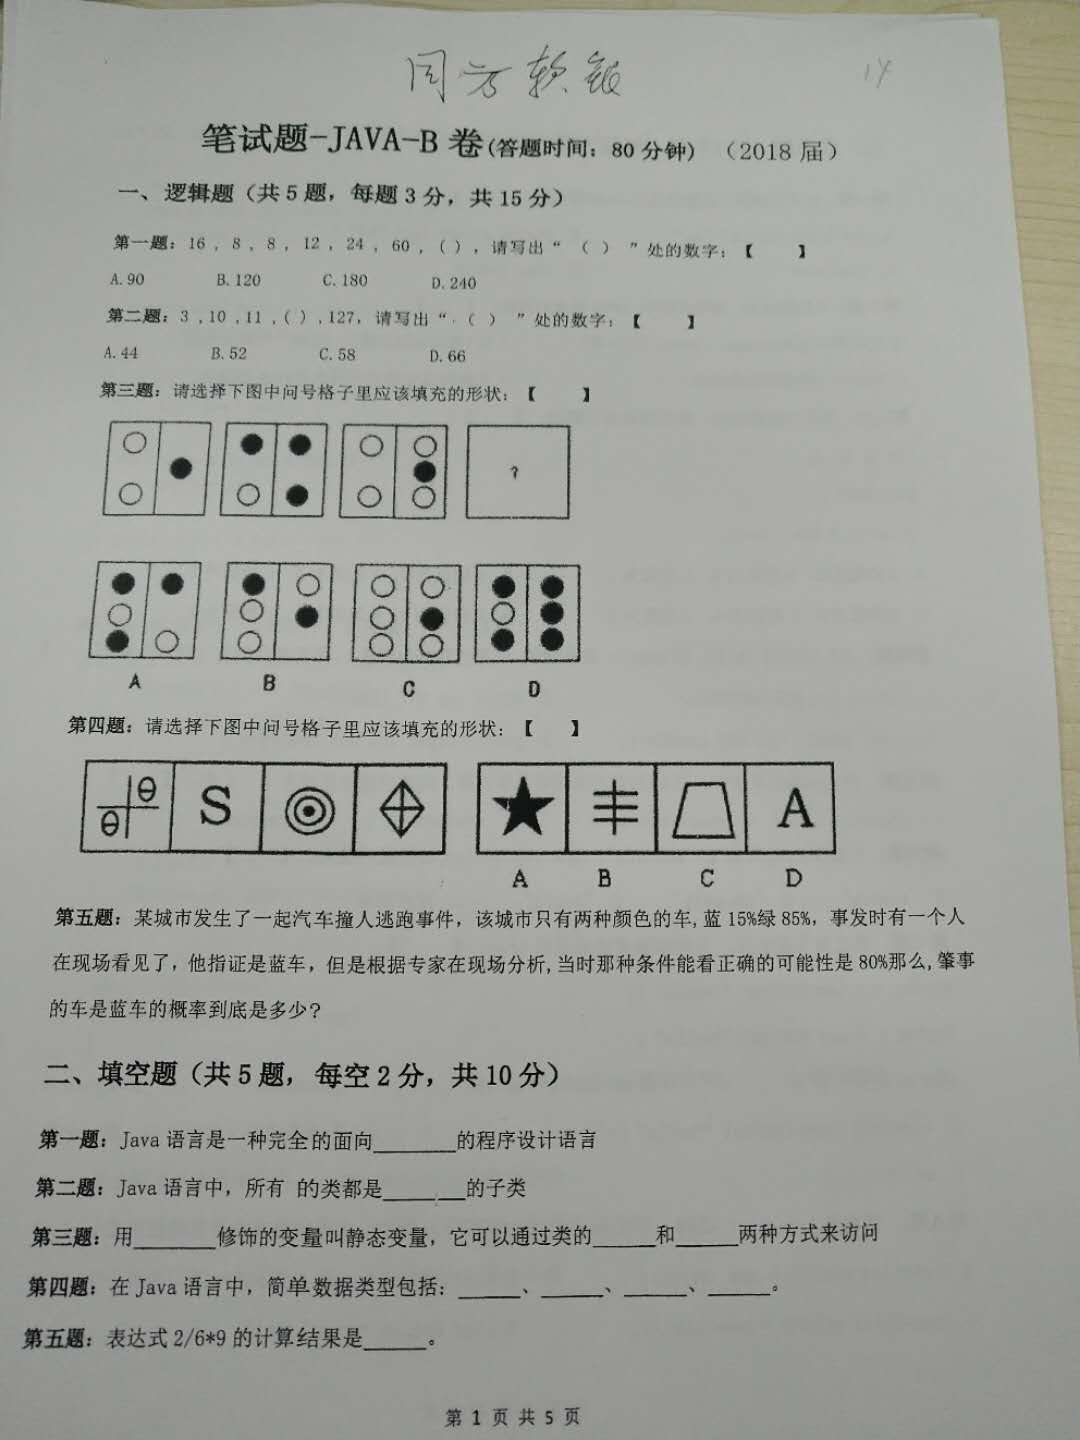 同方软银
14
笔试题-JAVA-B 卷(答题时间：80 分钟) （2018 届）
一、逻辑题（共 5 题，每题 3 分，共 15 分）
第一题：16 , 8 , 8 , 12 , 24 , 60 , ( ) , 请写出“ （ ） ”处的数字；【 】
A.90 B.120 C.180 D.240
第二题：3 ,10 ,11 ,( ) ,127, 请写出“ （ ） ”处的数字：【 】
A.44 B.52 C.58 D.66
第三题：请选择下图中问号格子里应该填充的形状：【 】
?
A B C D
第四题：请选择下图中问号格子里应该填充的形状：【 】
θ θ S A
A B C D
第五题：某城市发生了一起汽车撞人逃跑事件，该城市只有两种颜色的车,蓝 15%绿 85%，事发时有一个人
在现场看见了，他指证是蓝车，但是根据专家在现场分析,当时那种条件能看正确的可能性是 80%那么,肇事
的车是蓝车的概率到底是多少?
二、填空题（共 5 题，每空 2 分，共 10 分）
第一题：Java 语言是一种完全的面向________的程序设计语言
第二题：Java 语言中，所有 的类都是________的子类
第三题：用________修饰的变量叫静态变量，它可以通过类的______和______两种方式来访问
第四题：在 Java 语言中，简单数据类型包括：______、______、______、______。
第五题：表达式 2/6*9 的计算结果是______。
第 1 页 共 5 页